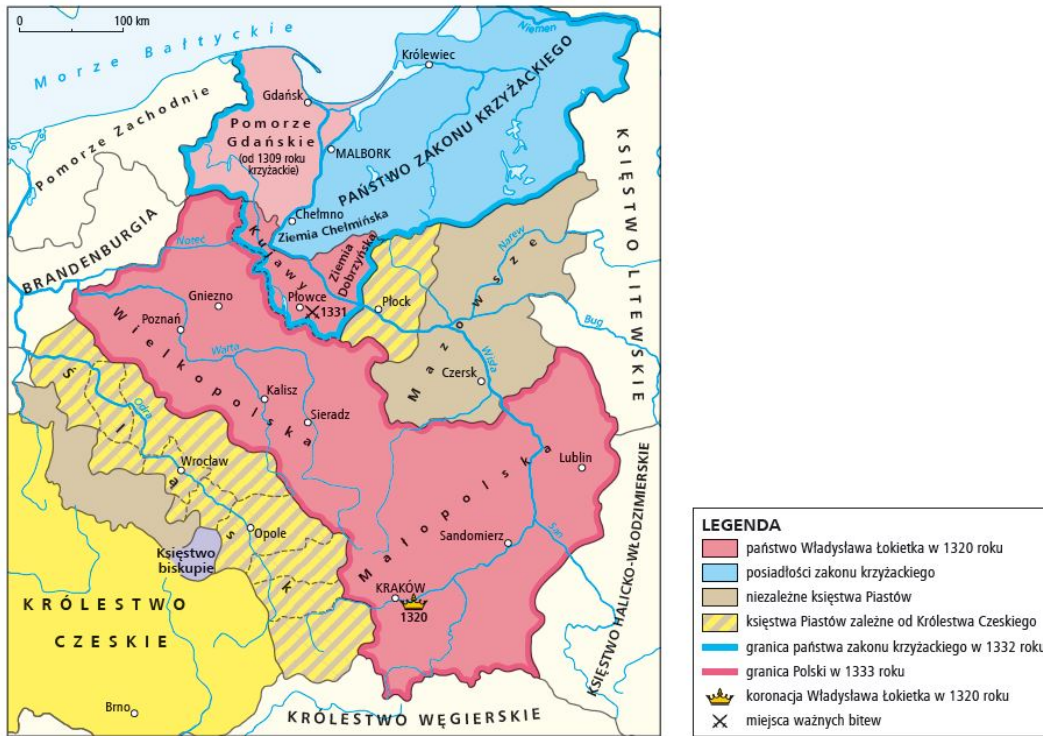 0 100 km
Morze Bałtyckie
Niemen
Królewiec
Pomorze Zachodnie
Gdańsk
Pomorze
Gdańskie
(od 1309 roku
krzyżackie)
MALBORK
PAŃSTWO ZAKONU KRZYŻACKIEGO
KSIĘSTWO LITEWSKIE
Chełmno
Ziemia Chełmińska
BRANDENBURGIA
Noteć
Kujawy
Ziemia
Dobrzyńska
Narew
Mazowsze
Gniezno
Płowce
1331
Płock
Poznań
Bug
Wielkopolska
Warta
Wisła
Czersk
Kalisz
Sieradz
Śląsk
Odra
Wrocław
Małopolska
Lublin
Opole
Księstwo
biskupie
Sandomierz
San
KRÓLESTWO
CZESKIE
KRAKÓW
1320
KSIĘSTWO HALICKO-WŁODZIMIERSKIE
Brno
KRÓLESTWO WĘGIERSKIE
LEGENDA
państwo Władysława Łokietka w 1320 roku
posiadłości zakonu krzyżackiego
niezależne księstwa Piastów
księstwa Piastów zależne od Królestwa Czeskiego
granica państwa zakonu krzyżackiego w 1332 roku
granica Polski w 1333 roku
koronacja Władysława Łokietka w 1320 roku
miejsca ważnych bitew